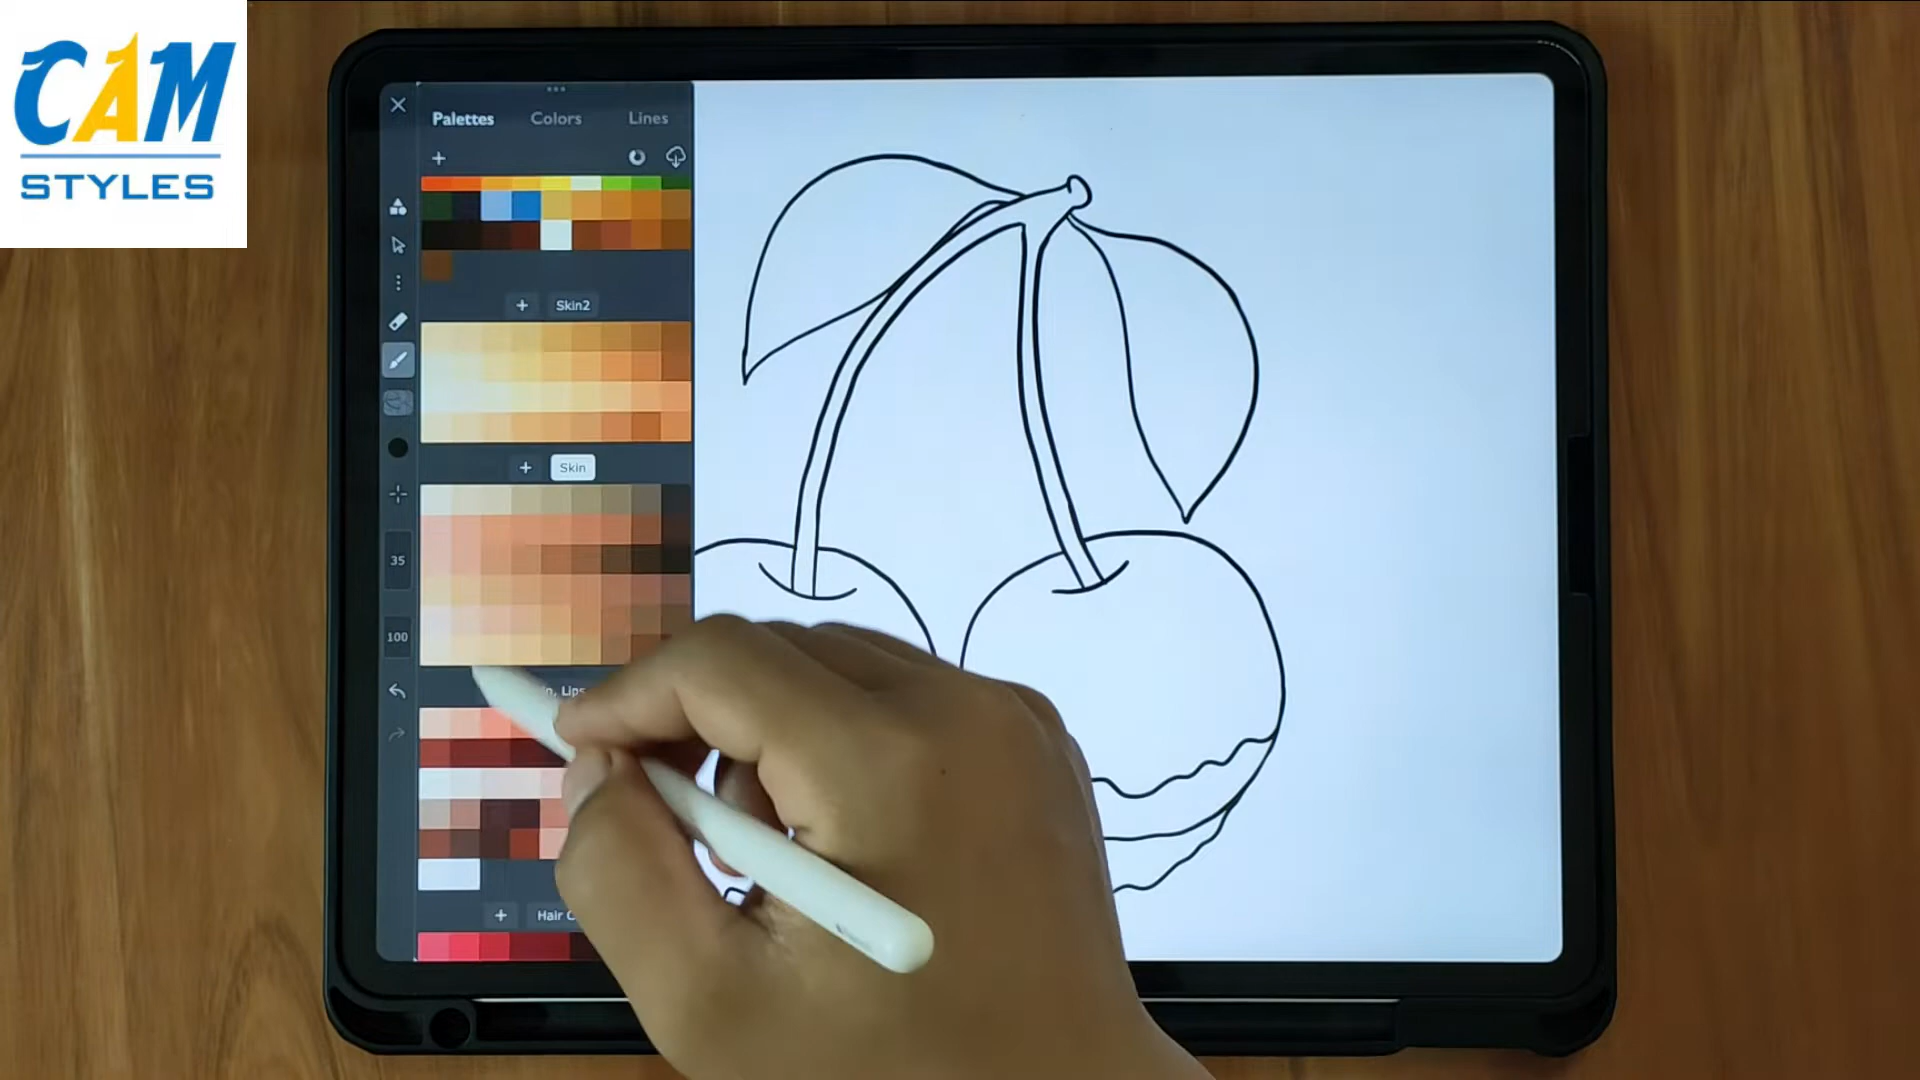 CAM
STYLES
Palettes Colors Lines
+
+ Skin2
+ Skin
35
100
Lips
+ Hair